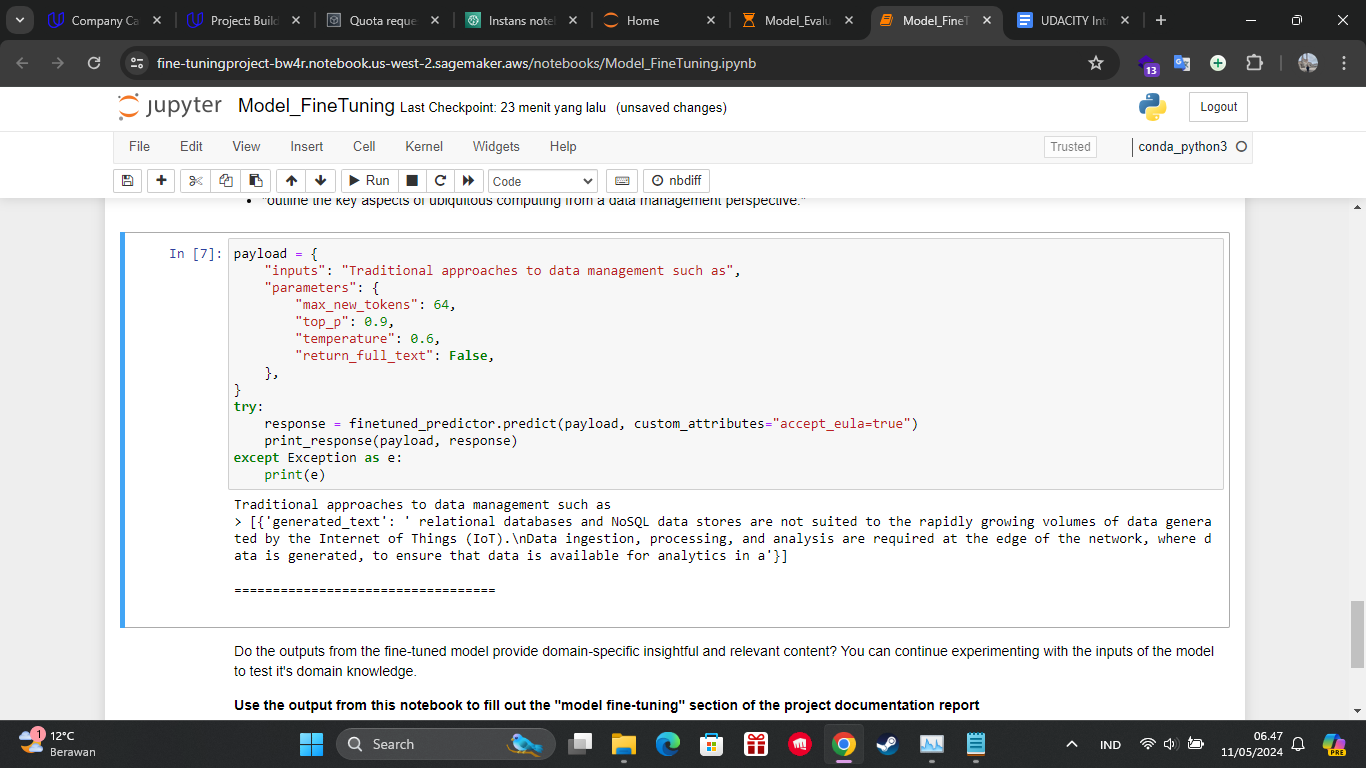 Company Ca
Project: Build
Quota reque
Instans note
Home
Model_Evalu
Model_FineT
UDACITY Int
fine-tuningproject-bw4r.notebook.us-west-2.sagemaker.aws/notebooks/Model_FineTuning.ipynb
13
jupyter Model_FineTuning Last Checkpoint: 23 menit yang lalu (unsaved changes)
Logout
File Edit View Insert Cell Kernel Widgets Help
Trusted
conda_python3
Run
Code
nbdiff
• "outline the key aspects of ubiquitous computing from a data management perspective."
In [7]: payload = {
"inputs": "Traditional approaches to data management such as",
"parameters": {
"max_new_tokens": 64,
"top_p": 0.9,
"temperature": 0.6,
"return_full_text": False,
},
}
try:
response = finetuned_predictor.predict(payload, custom_attributes="accept_eula=true")
print_response(payload, response)
except Exception as e:
print(e)
Traditional approaches to data management such as
> [{'generated_text': ' relational databases and NoSQL data stores are not suited to the rapidly growing volumes of data genera
ted by the Internet of Things (IoT).\nData ingestion, processing, and analysis are required at the edge of the network, where d
ata is generated, to ensure that data is available for analytics in a'}]
==================================
Do the outputs from the fine-tuned model provide domain-specific insightful and relevant content? You can continue experimenting with the inputs of the model
to test it's domain knowledge.
Use the output from this notebook to fill out the "model fine-tuning" section of the project documentation report
1
12°C
Berawan
Search
IND
06.47
11/05/2024
PRE